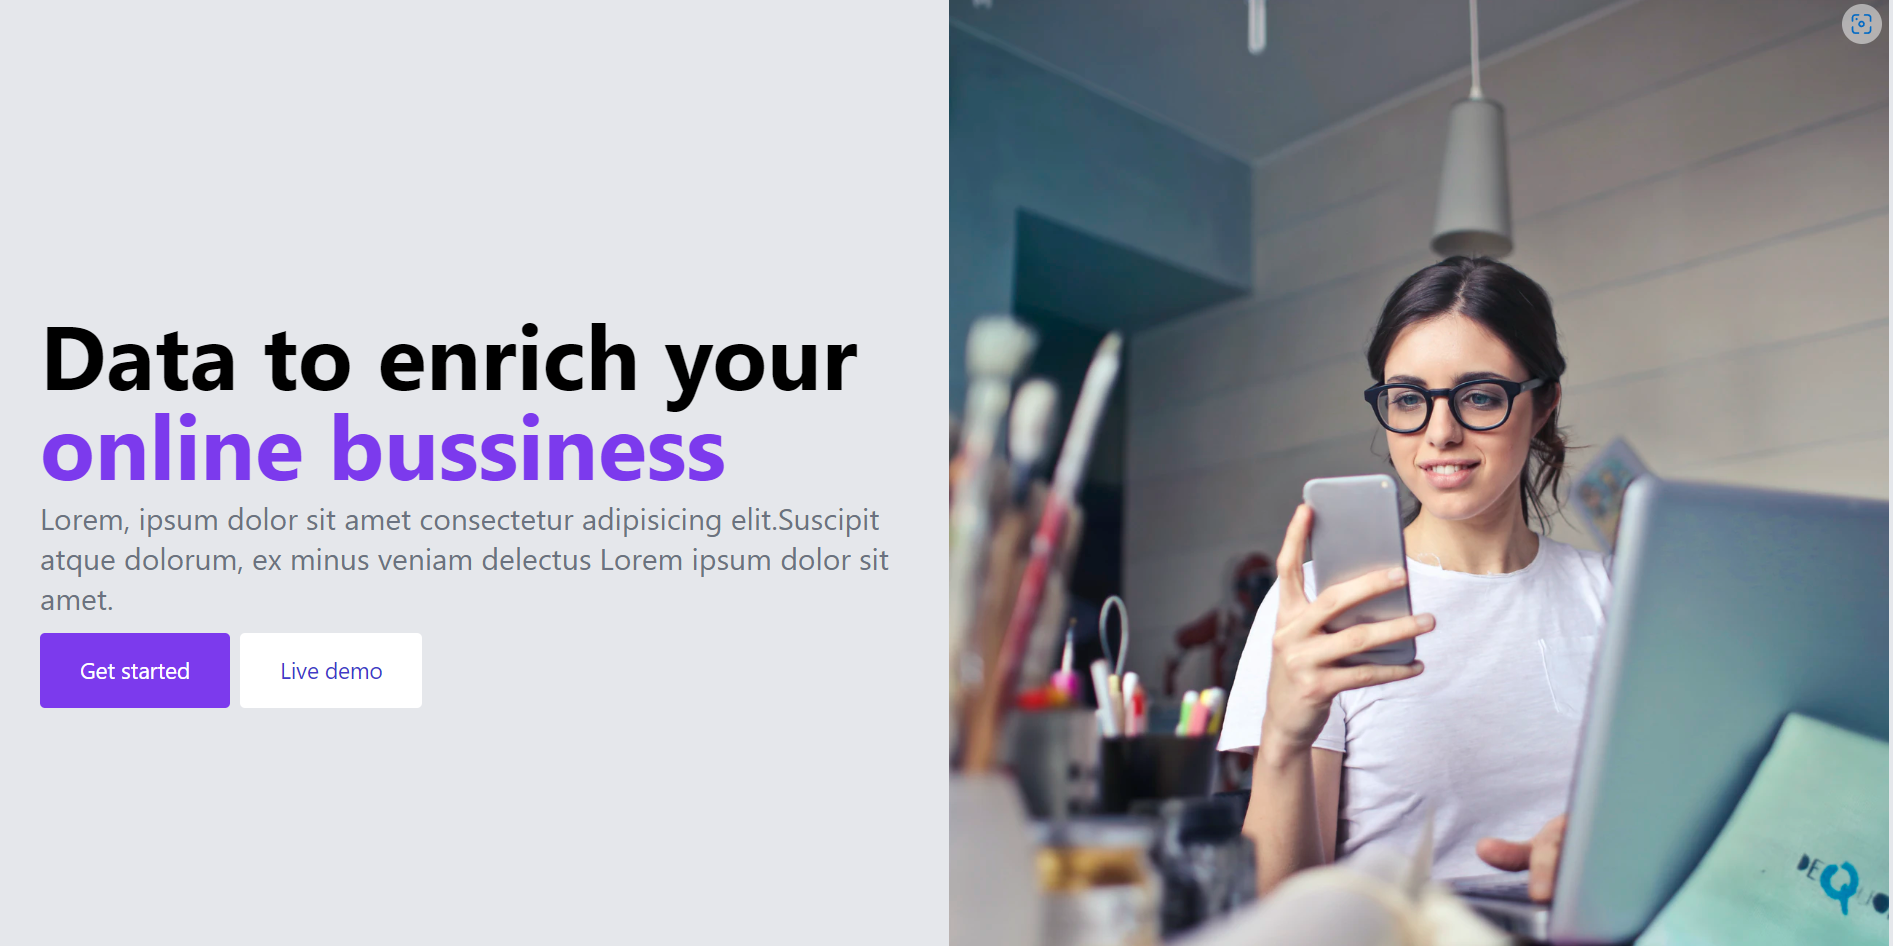 Data to enrich your
online bussiness
Lorem, ipsum dolor sit amet consectetur adipisicing elit.Suscipit
atque dolorum, ex minus veniam delectus Lorem ipsum dolor sit
amet.
Get started
Live demo